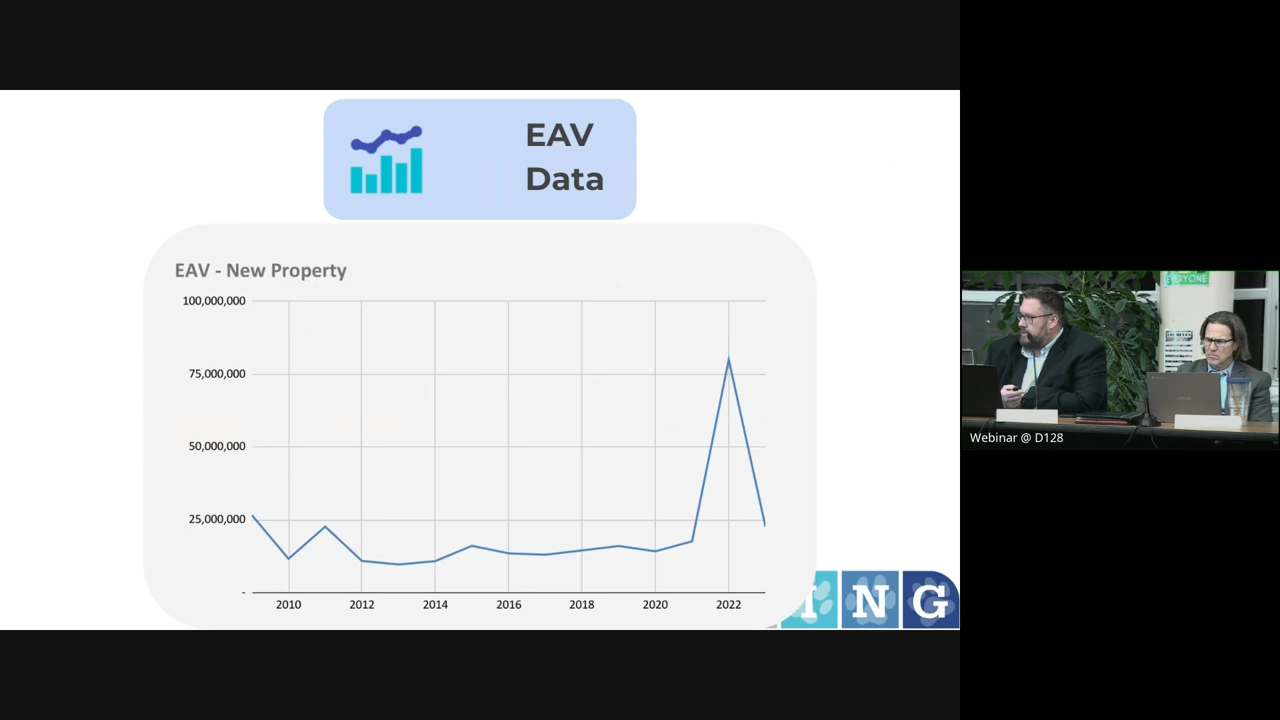 EAV
Data
EAV - New Property
100,000,000
75,000,000
50,000,000
25,000,000
-
2010
2012
2014
2016
2018
2020
2022
I N G
EVERYONE
Webinar @ D128